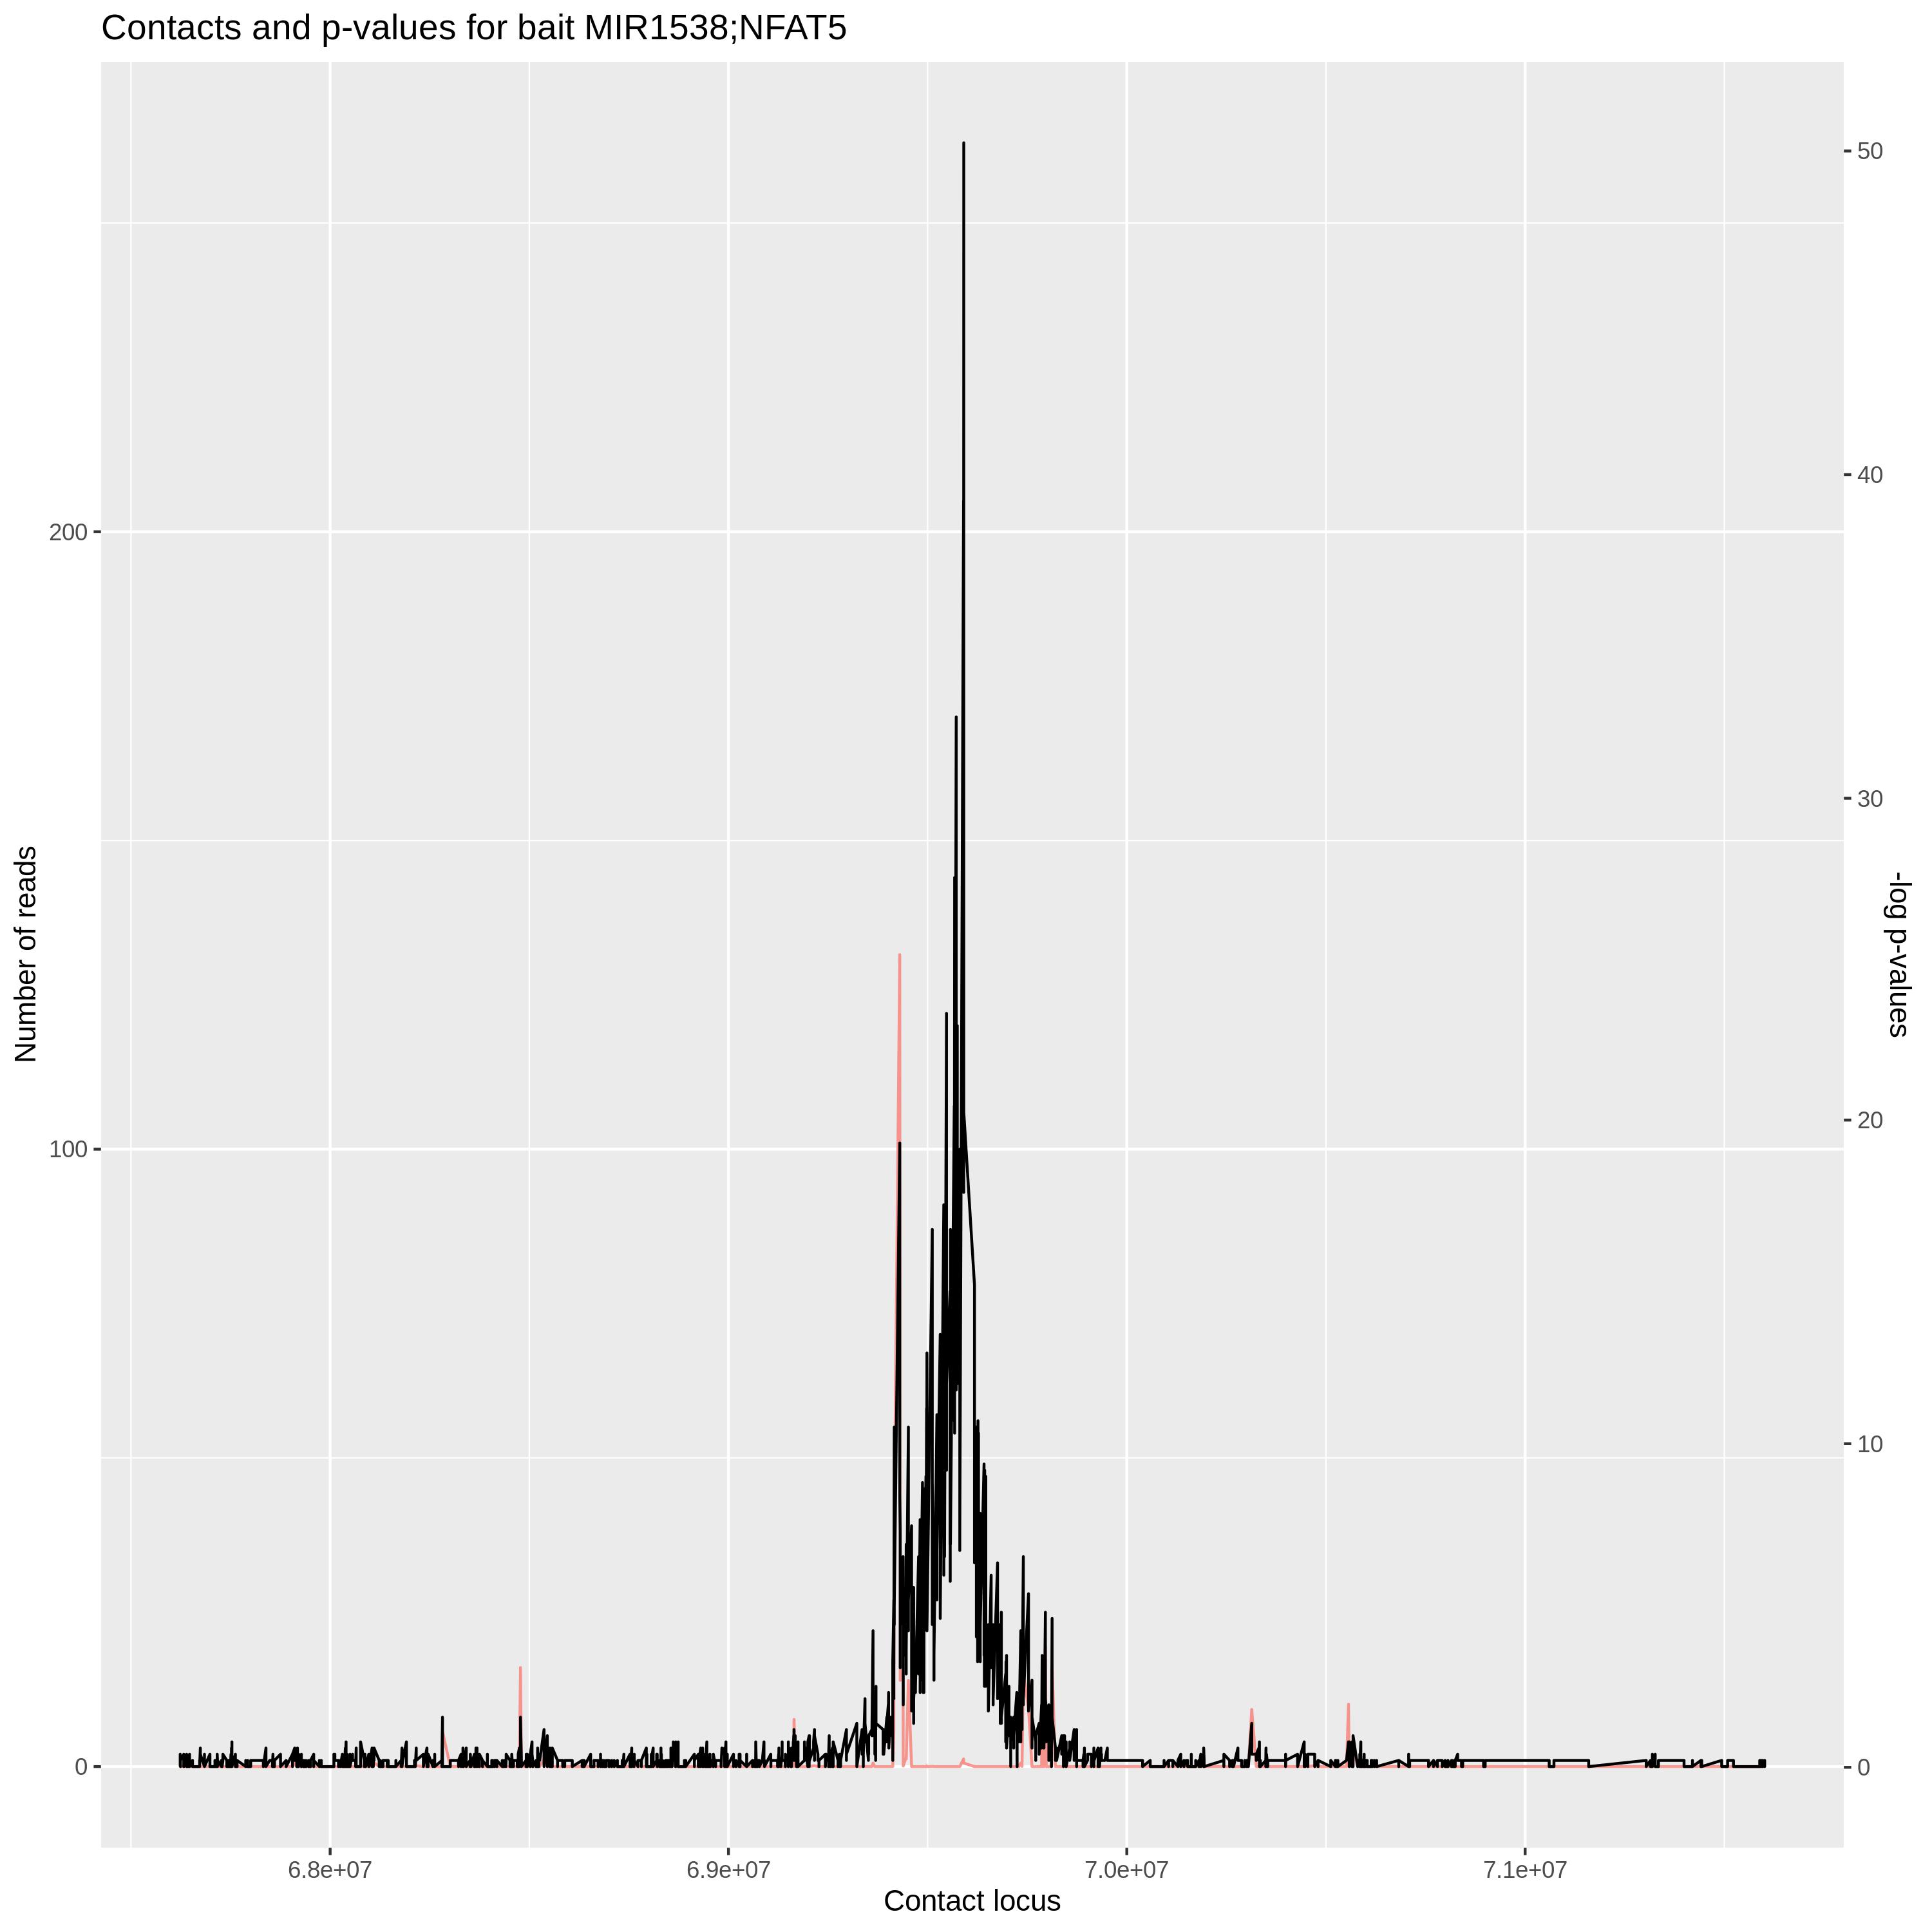 Contacts and p-values for bait MIR1538;NFAT5
Number of reads
200
100
0
50
40
30
20
10
0
-log p-values
6.8e+07 6.9e+07 7.0e+07 7.1e+07
Contact locus